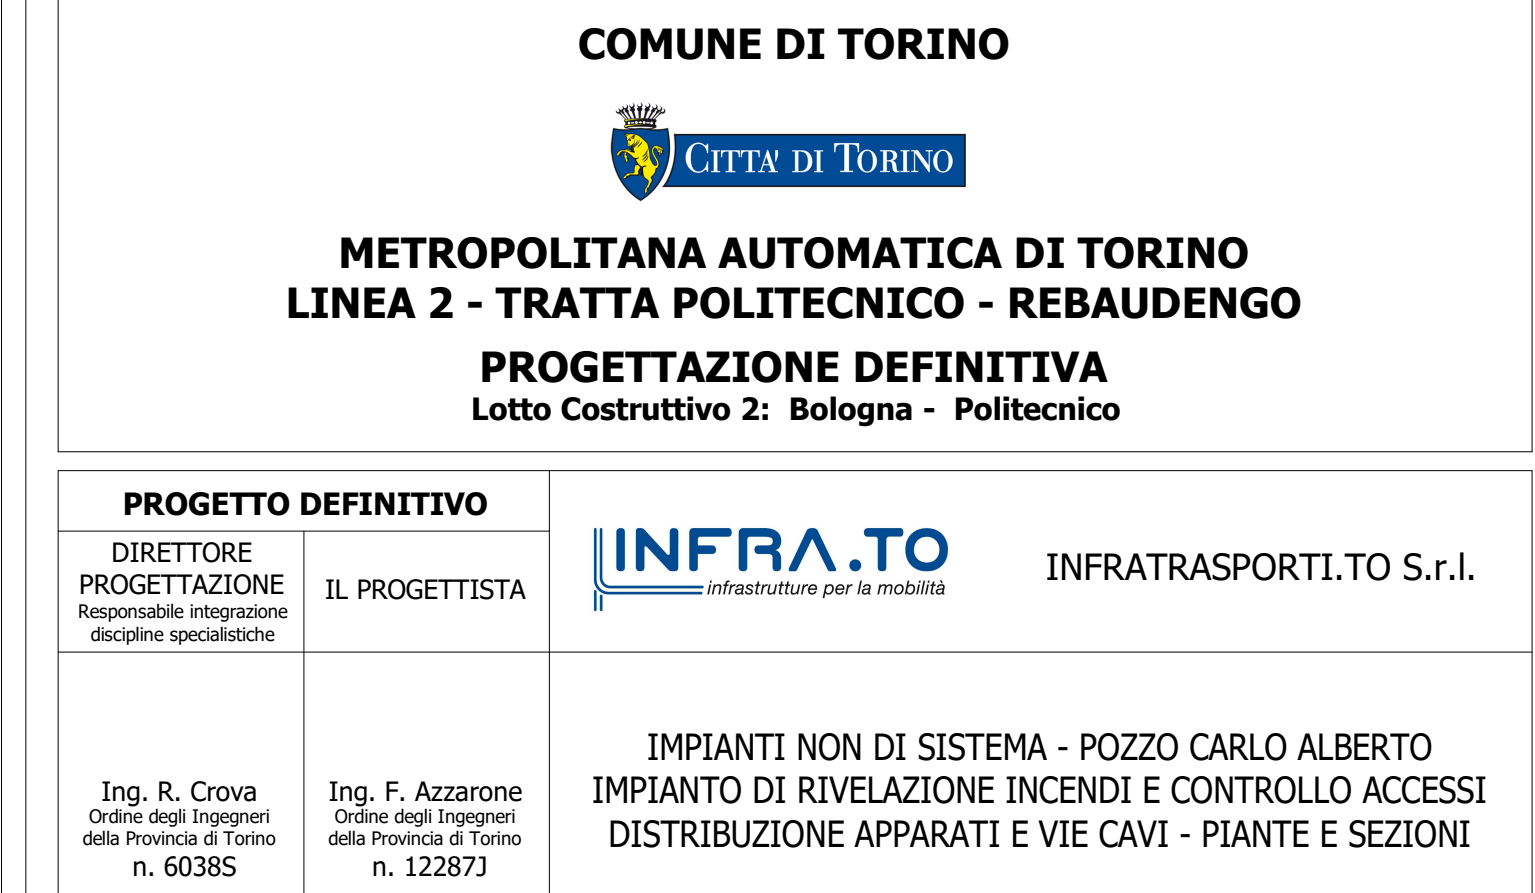 COMUNE DI TORINO
CITTA' DI TORINO
METROPOLITANA AUTOMATICA DI TORINO
LINEA 2 - TRATTA POLITECNICO - REBAUDENGO
PROGETTAZIONE DEFINITIVA
Lotto Costruttivo 2: Bologna - Politecnico
PROGETTO DEFINITIVO
DIRETTORE
PROGETTAZIONE
Responsabile integrazione
discipline specialistiche
IL PROGETTISTA
INFRA.TO
infrastrutture per la mobilità
INFRATRASPORTI.TO S.r.l.
Ing. R. Crova
Ordine degli Ingegneri
della Provincia di Torino
n. 6038S
Ing. F. Azzarone
Ordine degli Ingegneri
della Provincia di Torino
n. 12287J
IMPIANTI NON DI SISTEMA - POZZO CARLO ALBERTO
IMPIANTO DI RIVELAZIONE INCENDI E CONTROLLO ACCESSI
DISTRIBUZIONE APPARATI E VIE CAVI - PIANTE E SEZIONI